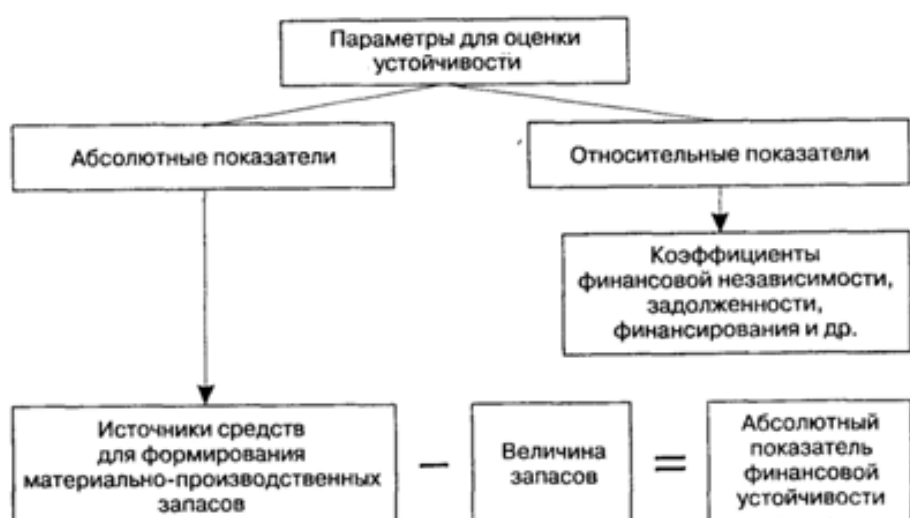 Параметры для оценки
устойчивости
Абсолютные показатели
Относительные показатели
Коэффициенты
финансовой независимости,
задолженности,
финансирования и др.
Источники средств
для формирования
материально-производственных
запасов
—
Величина
запасов
=
Абсолютный
показатель
финансовой
устойчивости